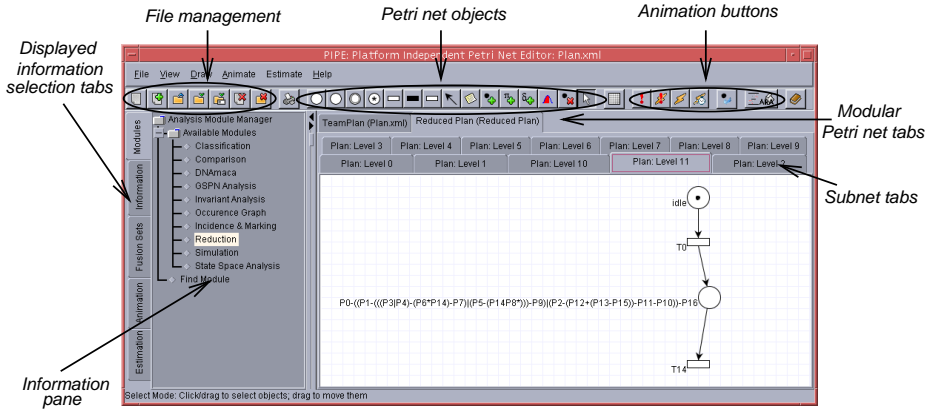 File management
Petri net objects
Animation buttons
Displayed
information
selection tabs
PIPE: Platform Independent Petri Net Editor: Plan.xml
File View Draw Animate Estimate Help
ARA
Modular
Petri net tabs
Modules
Information
Fusion Sets
Animation
Estimation
Analysis Module Manager
Available Modules
Classification
Comparison
DNAmaca
GSPN Analysis
Invariant Analysis
Occurence Graph
Incidence & Marking
Reduction
Simulation
State Space Analysis
Find Module
TeamPlan (Plan.xml) Reduced Plan (Reduced Plan)
Plan: Level 3 Plan: Level 4 Plan: Level 5 Plan: Level 6 Plan: Level 7 Plan: Level 8 Plan: Level 9
Plan: Level 0 Plan: Level 1 Plan: Level 10 Plan: Level 11 Plan: Level 2
Subnet tabs
idle
T0
P0-((P1-(((P3|P4)-(P6*P14)-P7)|(P5-(P14P8*)))-P9)|(P2-(P12+(P13-P15))-P11-P10))-P16
T14
Information
pane
Select Mode: Click/drag to select objects; drag to move them